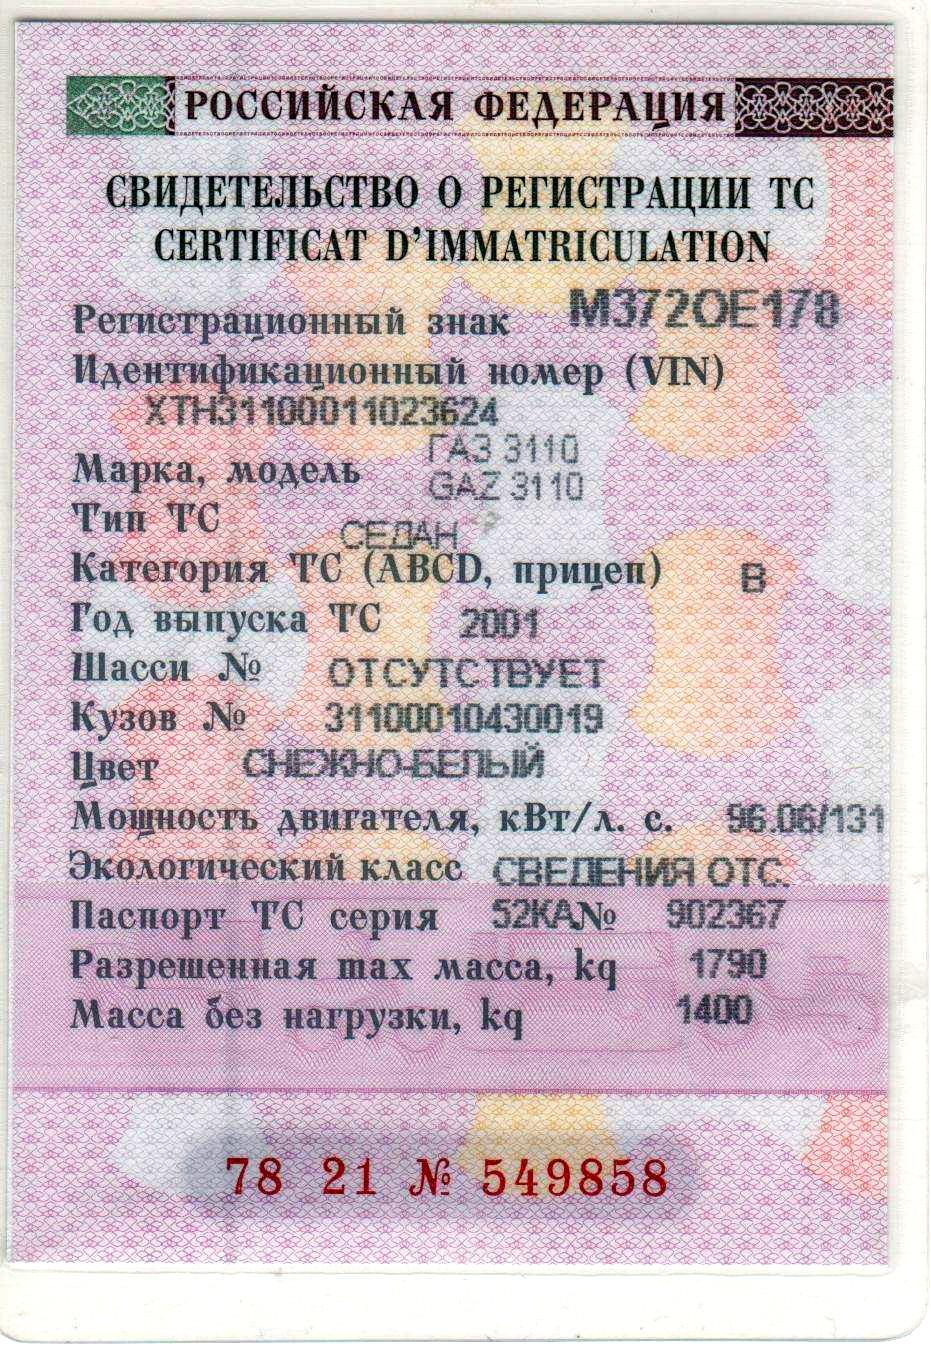 РОССИЙСКАЯ ФЕДЕРАЦИЯ
СВИДЕТЕЛЬСТВО О РЕГИСТРАЦИИ ТС
CERTIFICAT D'IMMATRICULATION
Регистрационный знак М372ОЕ178
Идентификационный номер (VIN)
ХТН31100011023624
ГАЗ 3110
Марка, модель GAZ 3110
Тип ТС СЕДАН
Категория ТС (ABCD, прицеп) В
Год выпуска ТС 2001
Шасси № ОТСУТСТВУЕТ
Кузов № 31100010430019
Цвет СНЕЖНО-БЕЛЫЙ
Мощность двигателя, кВт/л. с. 96.06/131
Экологический класс СВЕДЕНИЯ ОТС.
Паспорт ТС серия 52КА№ 902367
Разрешенная max масса, kq 1790
Масса без нагрузки, kq 1400
78 21 № 549858